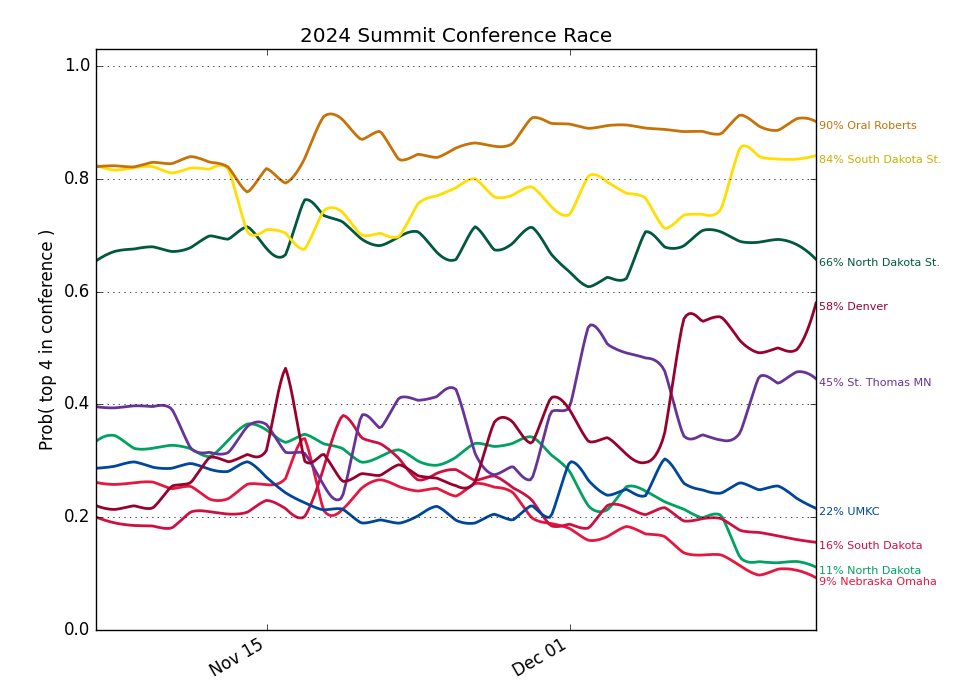 2024 Summit Conference Race
Prob( top 4 in conference )
1.0
0.8
0.6
0.4
0.2
0.0
Nov 15
Dec 01
90% Oral Roberts
84% South Dakota St.
66% North Dakota St.
58% Denver
45% St. Thomas MN
22% UMKC
16% South Dakota
11% North Dakota
9% Nebraska Omaha